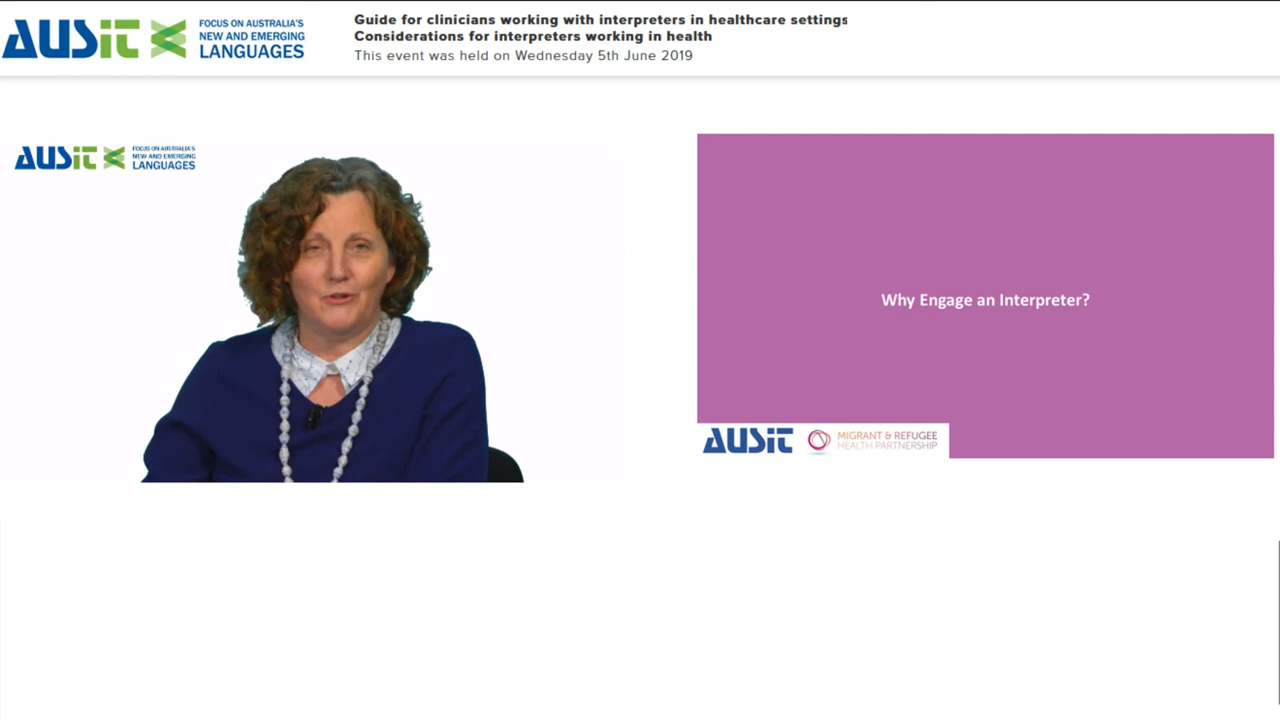 AUSiT
FOCUS ON AUSTRALIA'S
NEW AND EMERGING
LANGUAGES
Guide for clinicians working with interpreters in healthcare settings
Considerations for interpreters working in health
This event was held on Wednesday 5th June 2019
AUSiT
FOCUS ON AUSTRALIA'S
NEW AND EMERGING
LANGUAGES
Why Engage an Interpreter?
AUSiT
MIGRANT & REFUGEE
HEALTH PARTNERSHIP